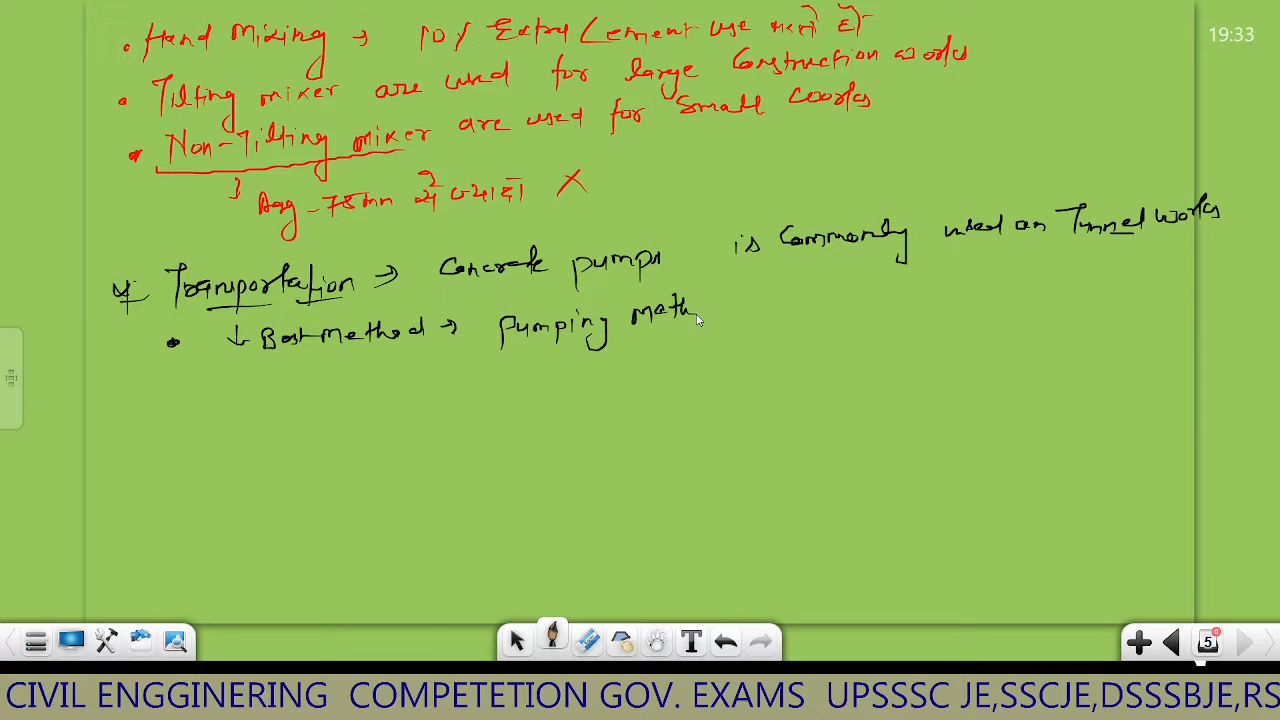 19:33
• Hand Mixing → 10% Extra Cement use करते है
• Tilting mixer are used for large Construction works
• Non-Tilting mixer are used for Small works
↓ Agg - 75mm से ज्यादा X
* Transportation → Concrete pumps is Commonly used on Tunnel works
• ↓ Best Method → pumping math
5
CIVIL ENGGINERING COMPETETION GOV. EXAMS UPSSSC JE,SSCJE,DSSSBJE,RS